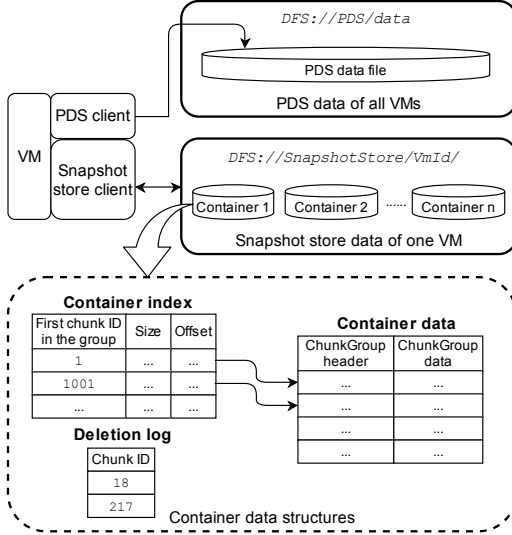 DFS://PDS/data
PDS data file
PDS data of all VMs
VM
PDS client
Snapshot
store client
DFS://SnapshotStore/VmId/
Container 1
Container 2
......
Container n
Snapshot store data of one VM
Container index
First chunk ID
in the group
Size
Offset
1
...
...
1001
...
...
...
...
...
Container data
ChunkGroup
header
ChunkGroup
data
...
...
...
...
...
...
...
...
Deletion log
Chunk ID
18
217
Container data structures